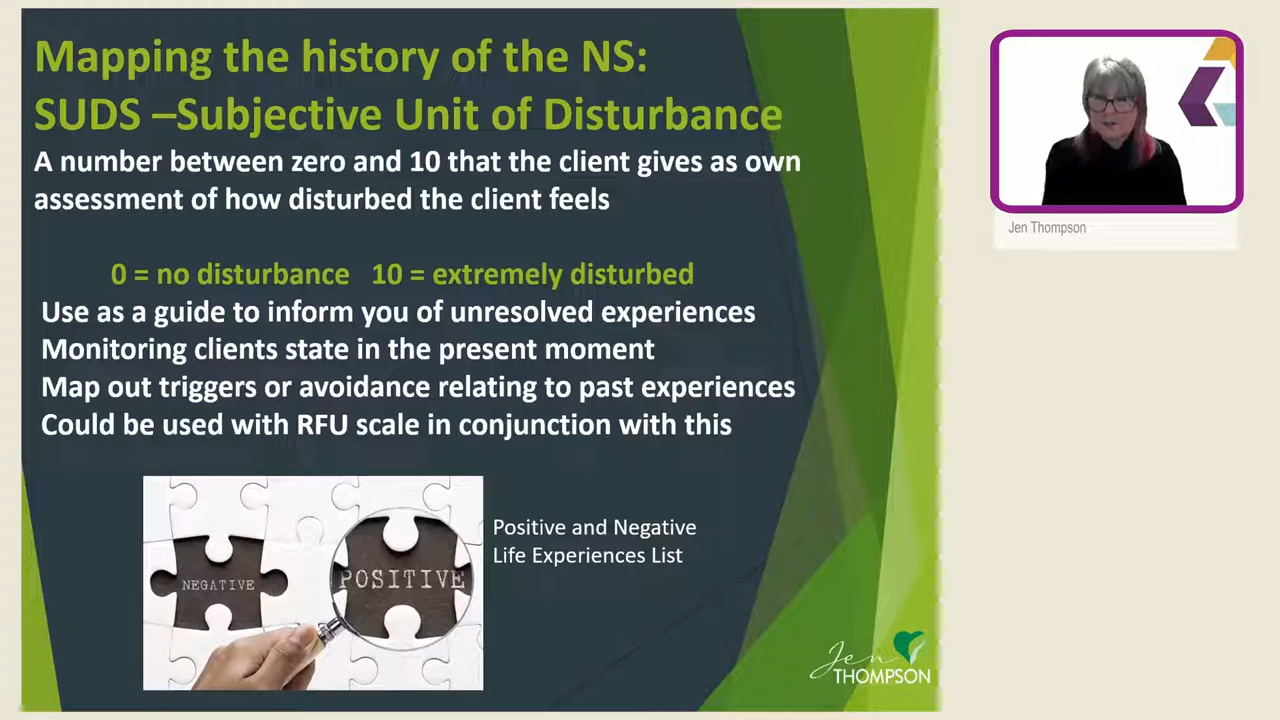 Mapping the history of the NS:
SUDS –Subjective Unit of Disturbance
A number between zero and 10 that the client gives as own
assessment of how disturbed the client feels
0 = no disturbance   10 = extremely disturbed
Use as a guide to inform you of unresolved experiences
Monitoring clients state in the present moment
Map out triggers or avoidance relating to past experiences
Could be used with RFU scale in conjunction with this
NEGATIVE
POSITIVE
Positive and Negative
Life Experiences List
Jen
THOMPSON
Jen Thompson